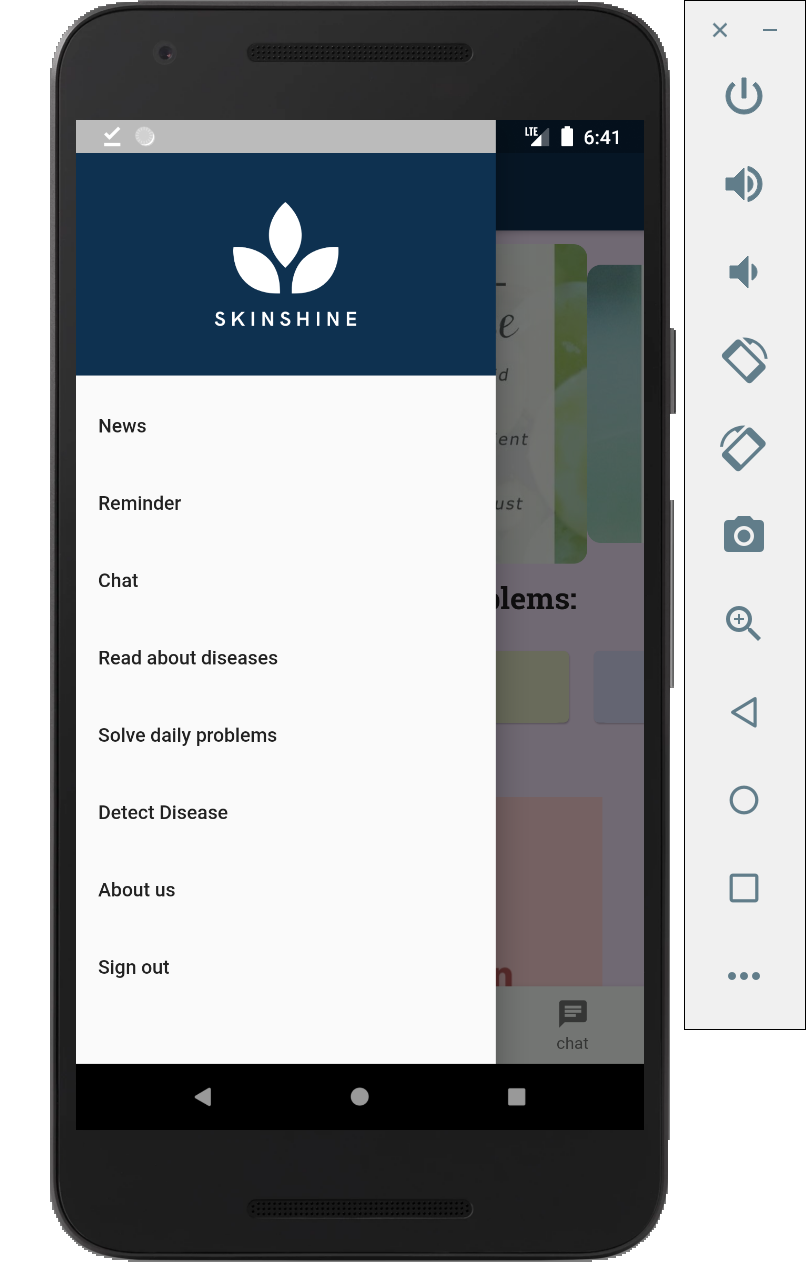 LTE 6:41
SKINSHINE
e
d
ent
ust
News
Reminder
Chat
blems:
Read about diseases
Solve daily problems
Detect Disease
About us
Sign out
n
chat